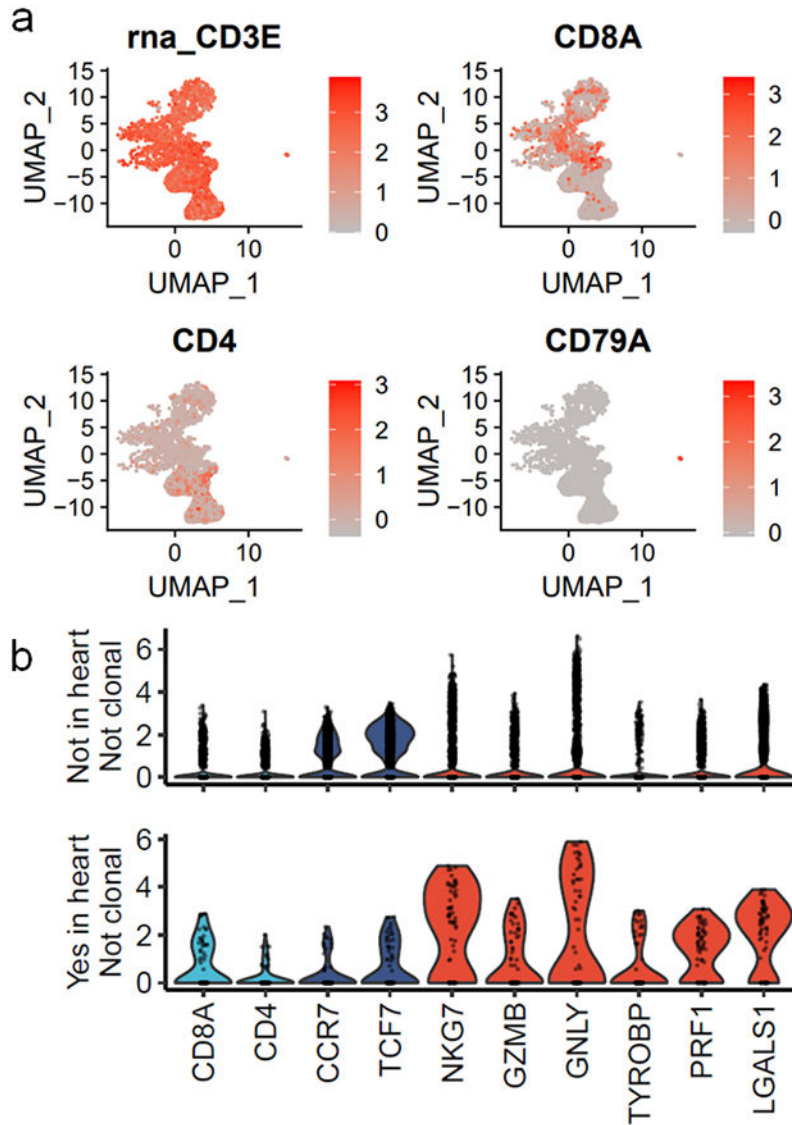 a
rna_CD3E
UMAP_2
15
10
5
0
−5
−10
0 10
UMAP_1
3
2
1
0
CD8A
UMAP_2
15
10
5
0
−5
−10
0 10
UMAP_1
3
2
1
0
CD4
UMAP_2
15
10
5
0
−5
−10
0 10
UMAP_1
3
2
1
0
CD79A
UMAP_2
15
10
5
0
−5
−10
0 10
UMAP_1
3
2
1
0
b
Not in heart
Not clonal
6
4
2
0
Yes in heart
Not clonal
6
4
2
0
CD8A
CD4
CCR7
TCF7
NKG7
GZMB
GNLY
TYROBP
PRF1
LGALS1